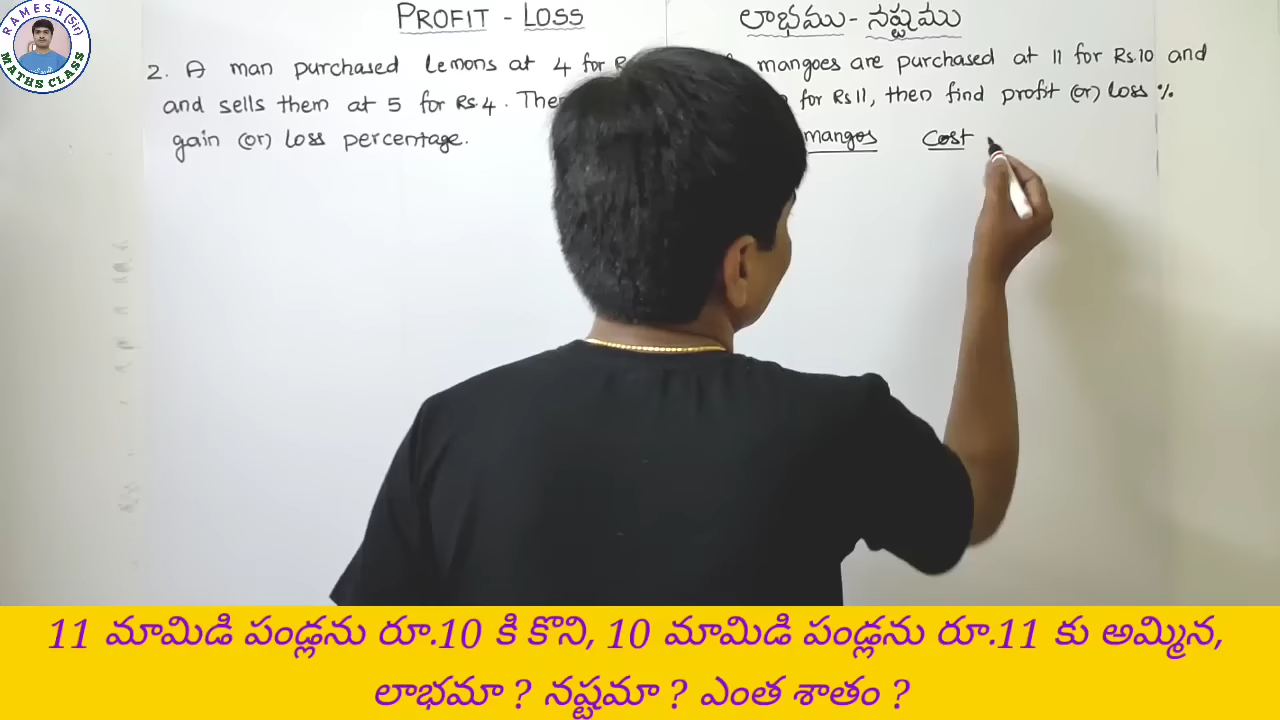 RAMESH (Sir)
MATHS CLASS
PROFIT - LOSS
లాభము - నష్టము
2. A man purchased lemons at 4 for
and sells them at 5 for Rs.4. The
gain (or) loss percentage.
mangoes are purchased at 11 for Rs.10 and
for Rs 11, then find profit (or) loss %.
mangos Cost
11 మామిడి పండ్లను రూ.10 కి కొని, 10 మామిడి పండ్లను రూ.11 కు అమ్మిన,
లాభమా ? నష్టమా ? ఎంత శాతం ?